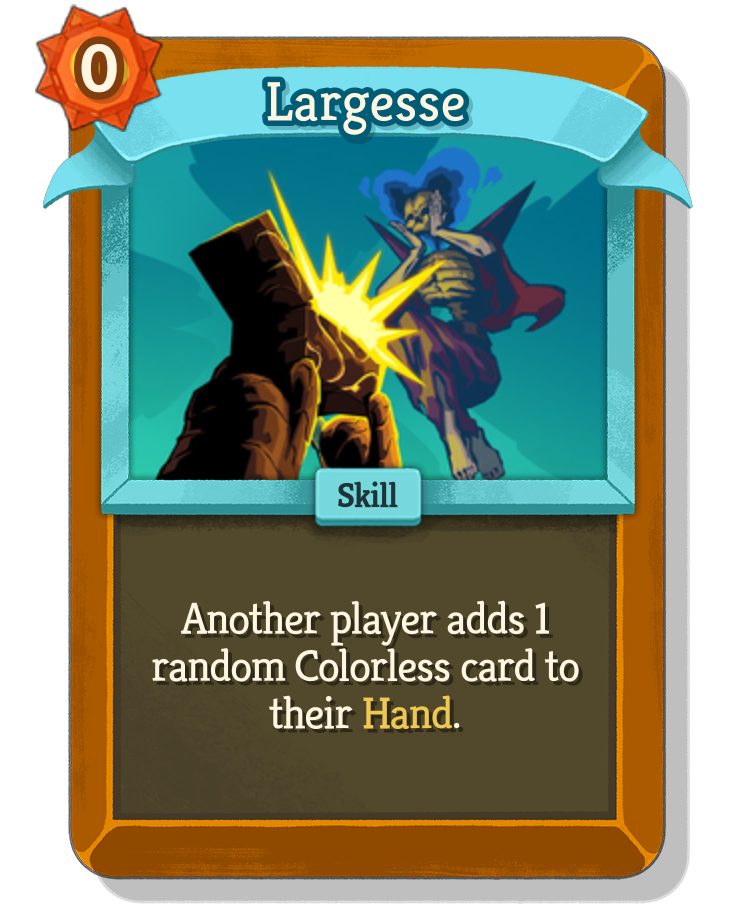 0
Largesse
Skill
Another player adds 1
random Colorless card to
their Hand.